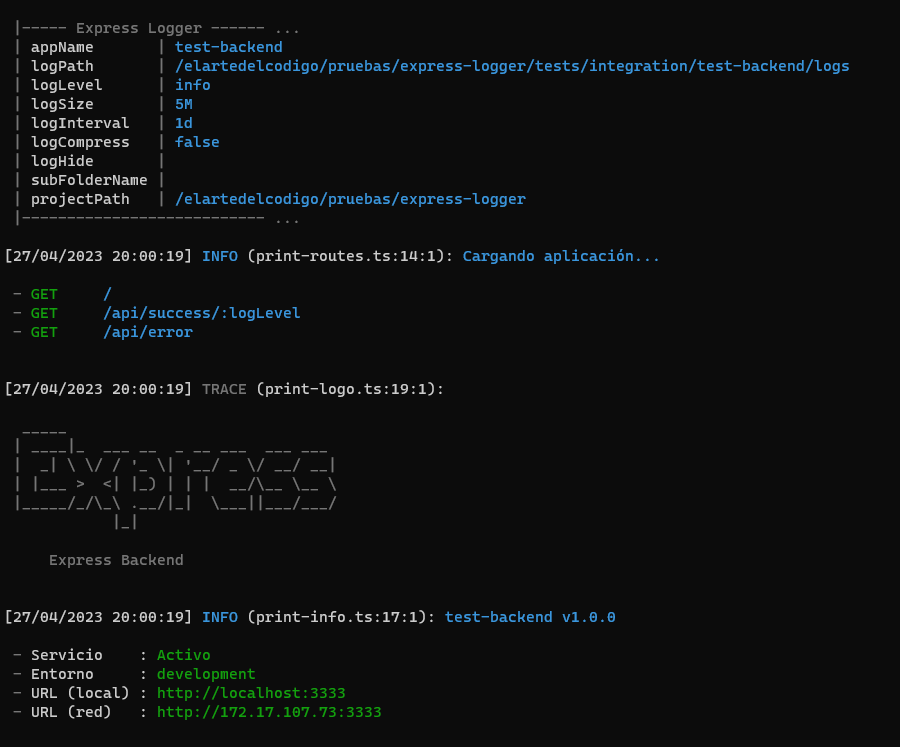 |----- Express Logger ------ ...
| appName       | test-backend
| logPath       | /elartedelcodigo/pruebas/express-logger/tests/integration/test-backend/logs
| logLevel      | info
| logSize       | 5M
| logInterval   | 1d
| logCompress   | false
| logHide       |
| subFolderName |
| projectPath   | /elartedelcodigo/pruebas/express-logger
|--------------------------- ...
[27/04/2023 20:00:19] INFO (print-routes.ts:14:1): Cargando aplicación...
- GET     /
- GET     /api/success/:logLevel
- GET     /api/error
[27/04/2023 20:00:19] TRACE (print-logo.ts:19:1):
  _____
 | ____|_  ___ __  _ __ ___  ___ ___
 |  _| \ \/ / '_ \| '__/ _ \/ __/ __|
 | |___ >  <| |_) | | |  __/\__ \__ \
 |_____/_/\_\ .__/|_|  \___||___/___/
            |_|
Express Backend
[27/04/2023 20:00:19] INFO (print-info.ts:17:1): test-backend v1.0.0
- Servicio    : Activo
- Entorno     : development
- URL (local) : http://localhost:3333
- URL (red)   : http://172.17.107.73:3333